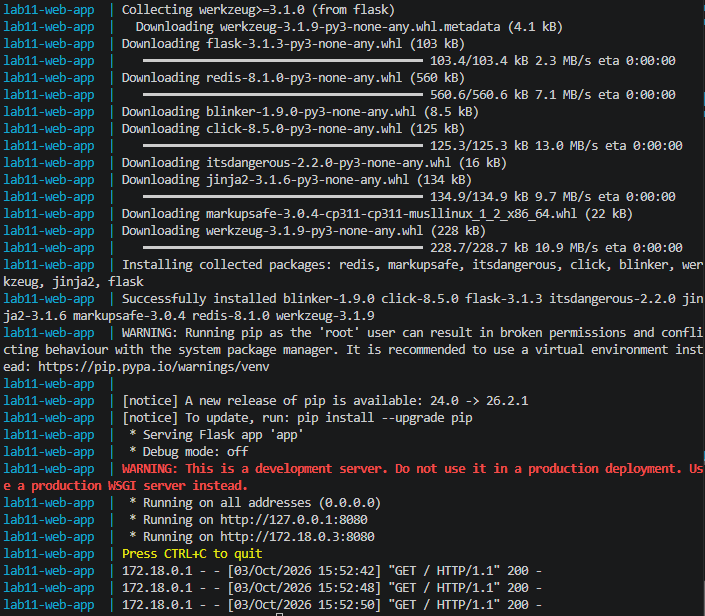 lab11-web-app  | Collecting werkzeug>=3.1.0 (from flask)
lab11-web-app  |   Downloading werkzeug-3.1.9-py3-none-any.whl.metadata (4.1 kB)
lab11-web-app  | Downloading flask-3.1.3-py3-none-any.whl (103 kB)
lab11-web-app  |    103.4/103.4 kB 2.3 MB/s eta 0:00:00
lab11-web-app  | Downloading redis-8.1.0-py3-none-any.whl (560 kB)
lab11-web-app  |    560.6/560.6 kB 7.1 MB/s eta 0:00:00
lab11-web-app  | Downloading blinker-1.9.0-py3-none-any.whl (8.5 kB)
lab11-web-app  | Downloading click-8.5.0-py3-none-any.whl (125 kB)
lab11-web-app  |    125.3/125.3 kB 13.0 MB/s eta 0:00:00
lab11-web-app  | Downloading itsdangerous-2.2.0-py3-none-any.whl (16 kB)
lab11-web-app  | Downloading jinja2-3.1.6-py3-none-any.whl (134 kB)
lab11-web-app  |    134.9/134.9 kB 9.7 MB/s eta 0:00:00
lab11-web-app  | Downloading markupsafe-3.0.4-cp311-cp311-musllinux_1_2_x86_64.whl (22 kB)
lab11-web-app  | Downloading werkzeug-3.1.9-py3-none-any.whl (228 kB)
lab11-web-app  |    228.7/228.7 kB 10.9 MB/s eta 0:00:00
lab11-web-app  | Installing collected packages: redis, markupsafe, itsdangerous, click, blinker, wer
kzeug, jinja2, flask
lab11-web-app  | Successfully installed blinker-1.9.0 click-8.5.0 flask-3.1.3 itsdangerous-2.2.0 jin
ja2-3.1.6 markupsafe-3.0.4 redis-8.1.0 werkzeug-3.1.9
lab11-web-app  | WARNING: Running pip as the 'root' user can result in broken permissions and confli
cting behaviour with the system package manager. It is recommended to use a virtual environment inst
ead: https://pip.pypa.io/warnings/venv
lab11-web-app  |
lab11-web-app  | [notice] A new release of pip is available: 24.0 -> 26.2.1
lab11-web-app  | [notice] To update, run: pip install --upgrade pip
lab11-web-app  |  * Serving Flask app 'app'
lab11-web-app  |  * Debug mode: off
lab11-web-app  | WARNING: This is a development server. Do not use it in a production deployment. Us
e a production WSGI server instead.
lab11-web-app  |  * Running on all addresses (0.0.0.0)
lab11-web-app  |  * Running on http://127.0.0.1:8080
lab11-web-app  |  * Running on http://172.18.0.3:8080
lab11-web-app  | Press CTRL+C to quit
lab11-web-app  | 172.18.0.1 - - [03/Oct/2026 15:52:42] "GET / HTTP/1.1" 200 -
lab11-web-app  | 172.18.0.1 - - [03/Oct/2026 15:52:48] "GET / HTTP/1.1" 200 -
lab11-web-app  | 172.18.0.1 - - [03/Oct/2026 15:52:50] "GET / HTTP/1.1" 200 -